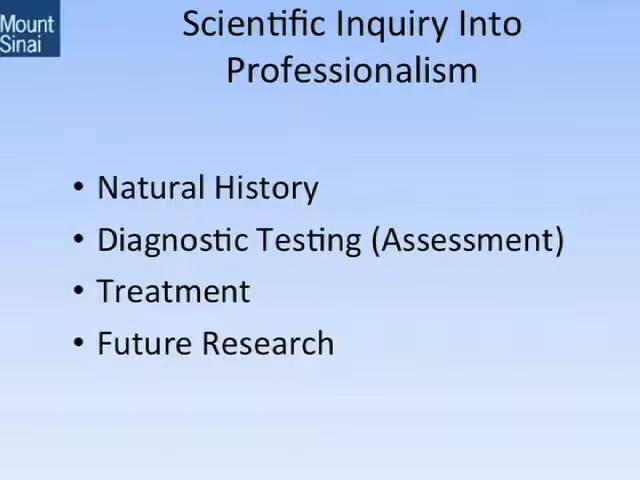 Mount
Sinai
Scientific Inquiry Into
Professionalism
• Natural History
• Diagnostic Testing (Assessment)
• Treatment
• Future Research